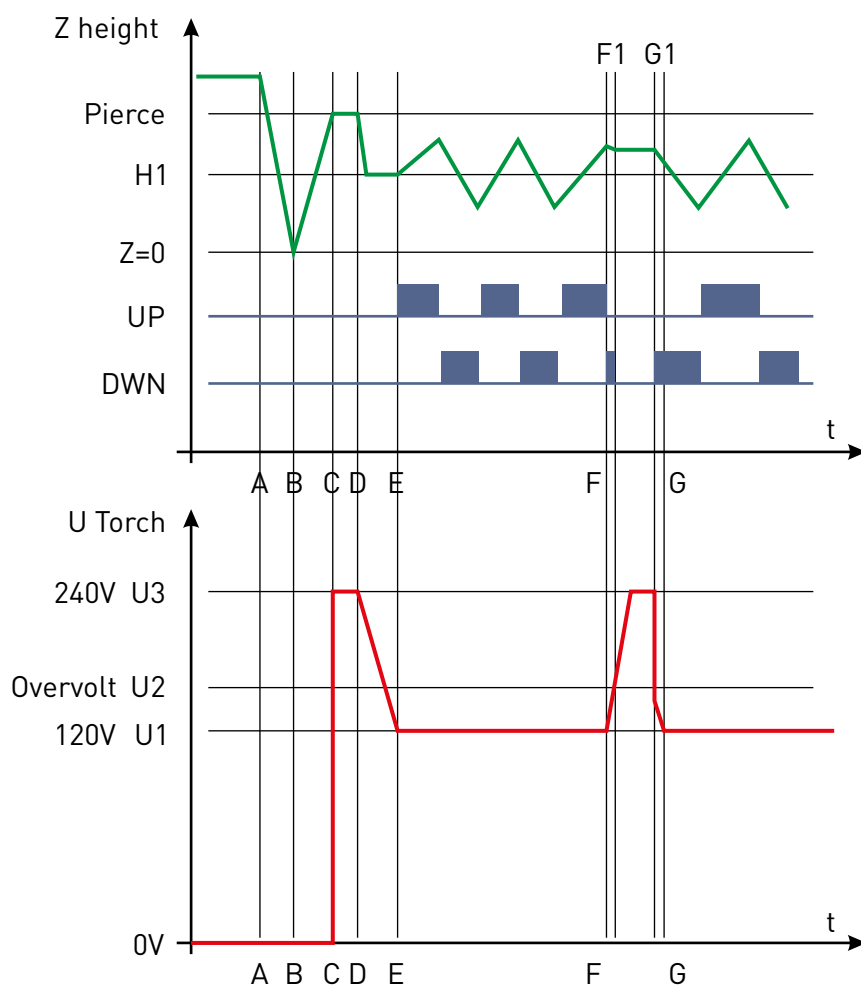 Z height
F1 G1
Pierce
H1
Z=0
UP
DWN
t
A B C D E F G
U Torch
240V U3
Overvolt U2
120V U1
t
0V
A B C D E F G